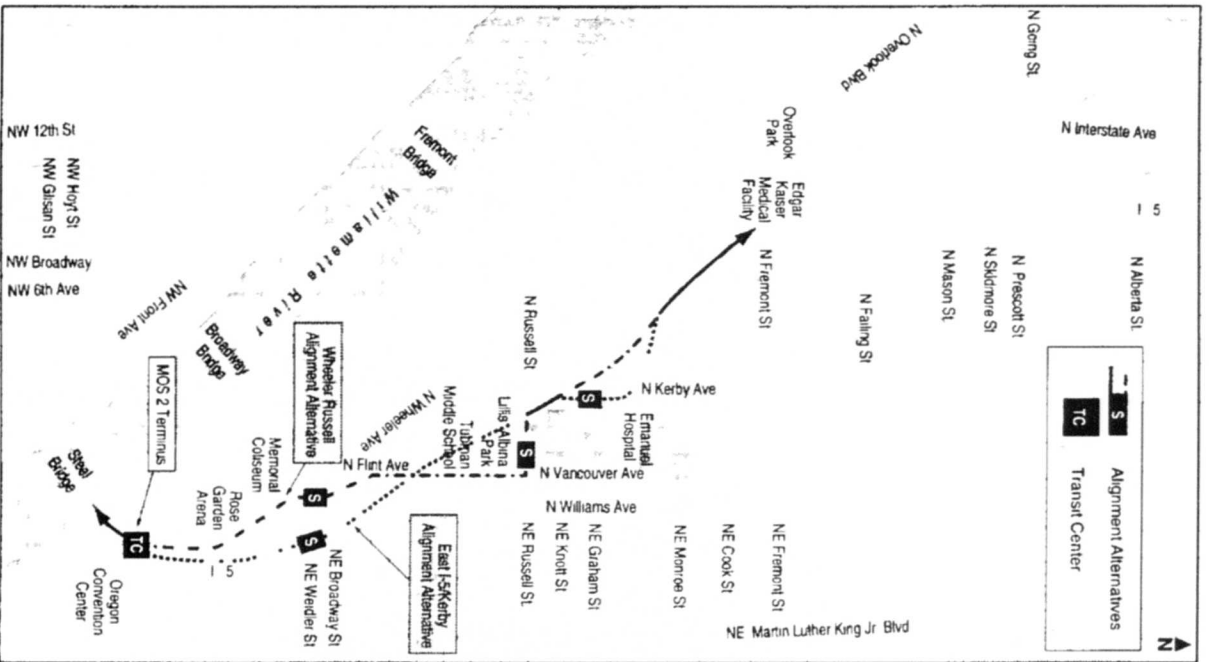 N Going St.
N Overlook Blvd
N Interstate Ave
Overlook
Park
Edgar
Kaiser
Medical
Facility
I 5
N Alberta St.
N Prescott St
N Skidmore St
N Mason St
N Failing St
N Fremont St
Alignment Alternatives
S
Transit Center
TC
NW 12th St
NW Hoyt St
NW Glisan St
NW Broadway
NW 6th Ave
NW Front Ave
Fremont
Bridge
Willamette River
Broadway
Bridge
Steel
Bridge
MOS 2 Terminus
Wheeler Russell
Alignment Alternative
N Russell St
N Kerby Ave
S
Emanuel
Hospital
S
Lillis Albina
Park
Tubman
Middle School
N Wheeler Ave
N Flint Ave
N Vancouver Ave
N Williams Ave
Memorial
Coliseum
Rose
Garden
Arena
S
S
TC
I 5
Oregon
Convention
Center
East I-5/Kerby
Alignment Alternative
NE Broadway St
NE Weidler St
NE Russell St.
NE Knott St
NE Graham St
NE Monroe St
NE Cook St
NE Fremont St
NE Martin Luther King Jr Blvd
N